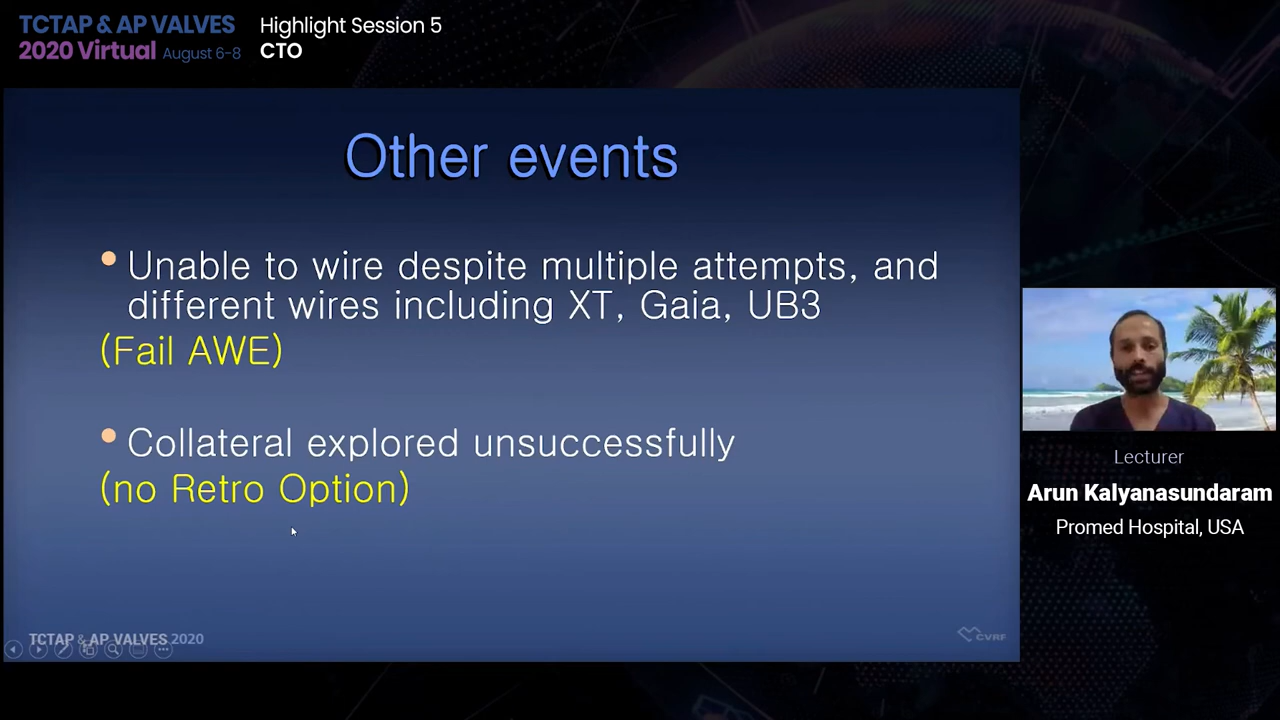 TCTAP & AP VALVES
2020 Virtual August 6-8
Highlight Session 5
CTO
Other events
• Unable to wire despite multiple attempts, and
different wires including XT, Gaia, UB3
(Fail AWE)
• Collateral explored unsuccessfully
(no Retro Option)
TCTAP & AP VALVES 2020
CVRF
Lecturer
Arun Kalyanasundaram
Promed Hospital, USA